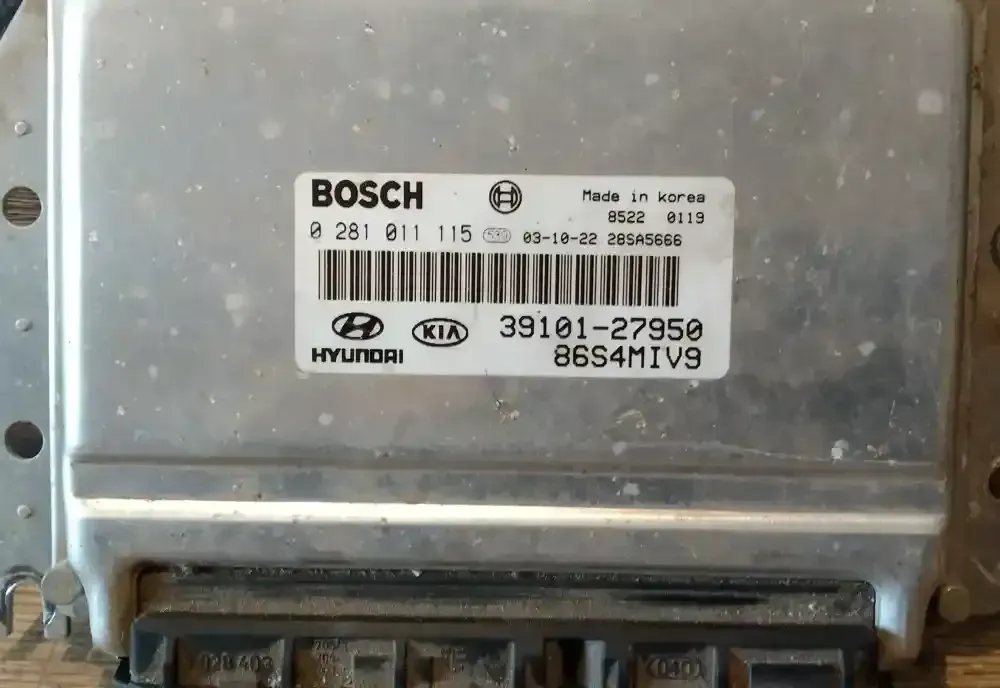 BOSCH
Made in korea
8522 0119
0 281 011 115 03-10-22 28SA5666
HYUNDAI KIA 39101-27950
86S4MIV9